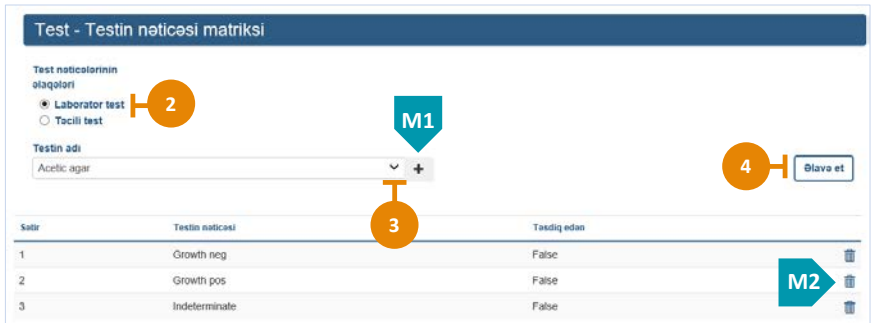 Test - Testin nəticəsi matriksi
Test nəticələrinin
əlaqələri
Laborator test
2
Təcili test
M1
Testin adı
Acetic agar
+
4
Əlavə et
3
Sətir Testin nəticəsi Təsdiq edən
1 Growth neg False
2 Growth pos False
M2
3 Indeterminate False